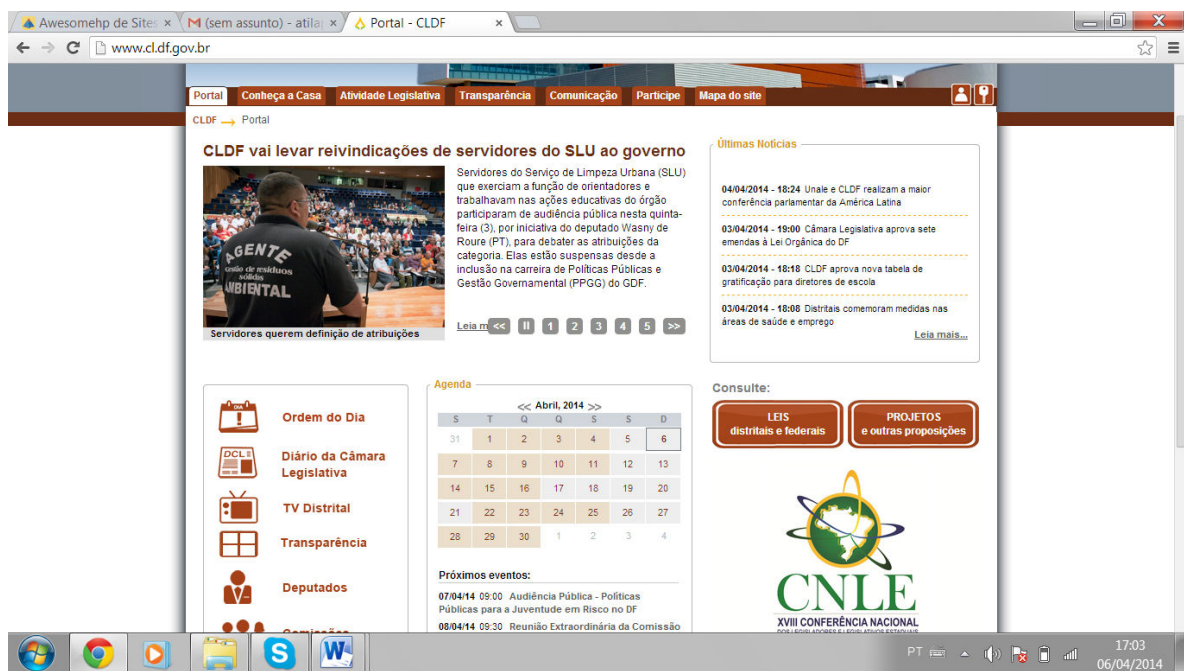 Awesomehp de Sites
M (sem assunto) - atila
Portal - CLDF
www.cl.df.gov.br
Portal Conheça a Casa Atividade Legislativa Transparência Comunicação Participe Mapa do site
CLDF → Portal
CLDF vai levar reivindicações de servidores do SLU ao governo
AGENTE
Gestão de resíduos
sólidos
AMBIENTAL
Servidores querem definição de atribuições
Servidores do Serviço de Limpeza Urbana (SLU)
que exerciam a função de orientadores e
trabalhavam nas ações educativas do órgão
participaram de audiência pública nesta quinta-
feira (3), por iniciativa do deputado Wasny de
Roure (PT), para debater as atribuições da
categoria. Elas estão suspensas desde a
inclusão na carreira de Políticas Públicas e
Gestão Governamental (PPGG) do GDF.
Leia m << II 1 2 3 4 5 >>
Últimas Notícias
04/04/2014 - 18:24 Unale e CLDF realizam a maior
conferência parlamentar da América Latina
03/04/2014 - 19:00 Câmara Legislativa aprova sete
emendas à Lei Orgânica do DF
03/04/2014 - 18:18 CLDF aprova nova tabela de
gratificação para diretores de escola
03/04/2014 - 18:08 Distritais comemoram medidas nas
áreas de saúde e emprego
Leia mais...
DIA
Ordem do Dia
DCL
Diário da Câmara
Legislativa
TV Distrital
Transparência
Deputados
Comissões
Agenda
<< Abril, 2014 >>
S T Q Q S S D
31 1 2 3 4 5 6
7 8 9 10 11 12 13
14 15 16 17 18 19 20
21 22 23 24 25 26 27
28 29 30 1 2 3 4
Próximos eventos:
07/04/14 09:00 Audiência Pública - Políticas
Públicas para a Juventude em Risco no DF
08/04/14 09:30 Reunião Extraordinária da Comissão
Consulte:
LEIS
distritais e federais
PROJETOS
e outras proposições
CNLE
XVIII CONFERÊNCIA NACIONAL
DOS LEGISLADORES E LEGISLATIVOS ESTADUAIS
PT
17:03
06/04/2014